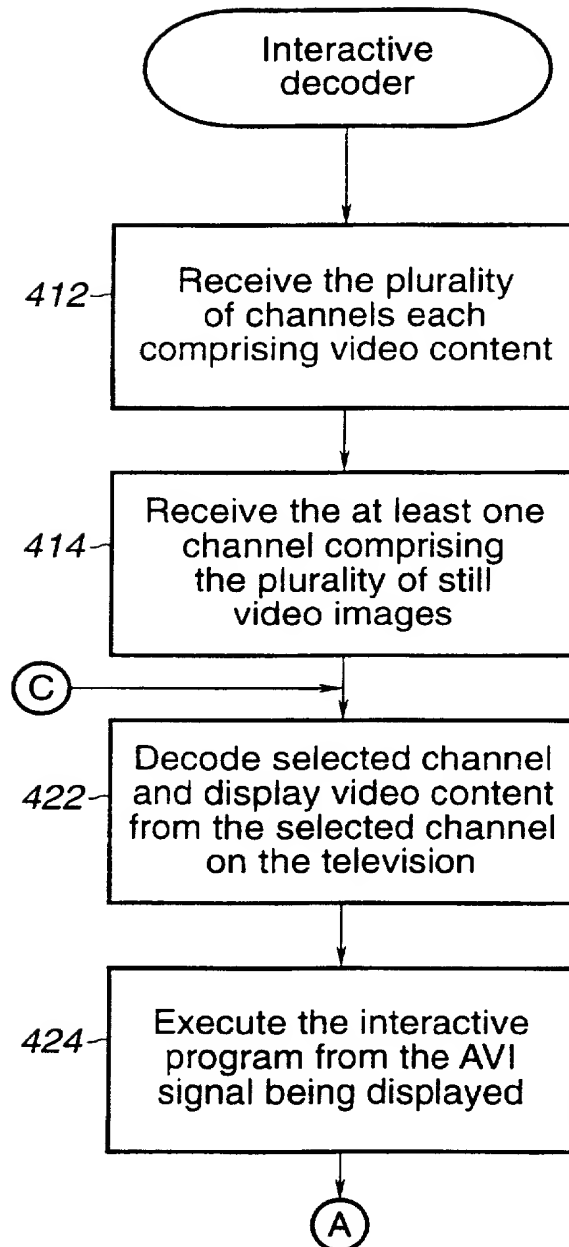 Interactive
decoder
412
Receive the plurality
of channels each
comprising video content
414
Receive the at least one
channel comprising
the plurality of still
video images
C
422
Decode selected channel
and display video content
from the selected channel
on the television
424
Execute the interactive
program from the AVI
signal being displayed
A